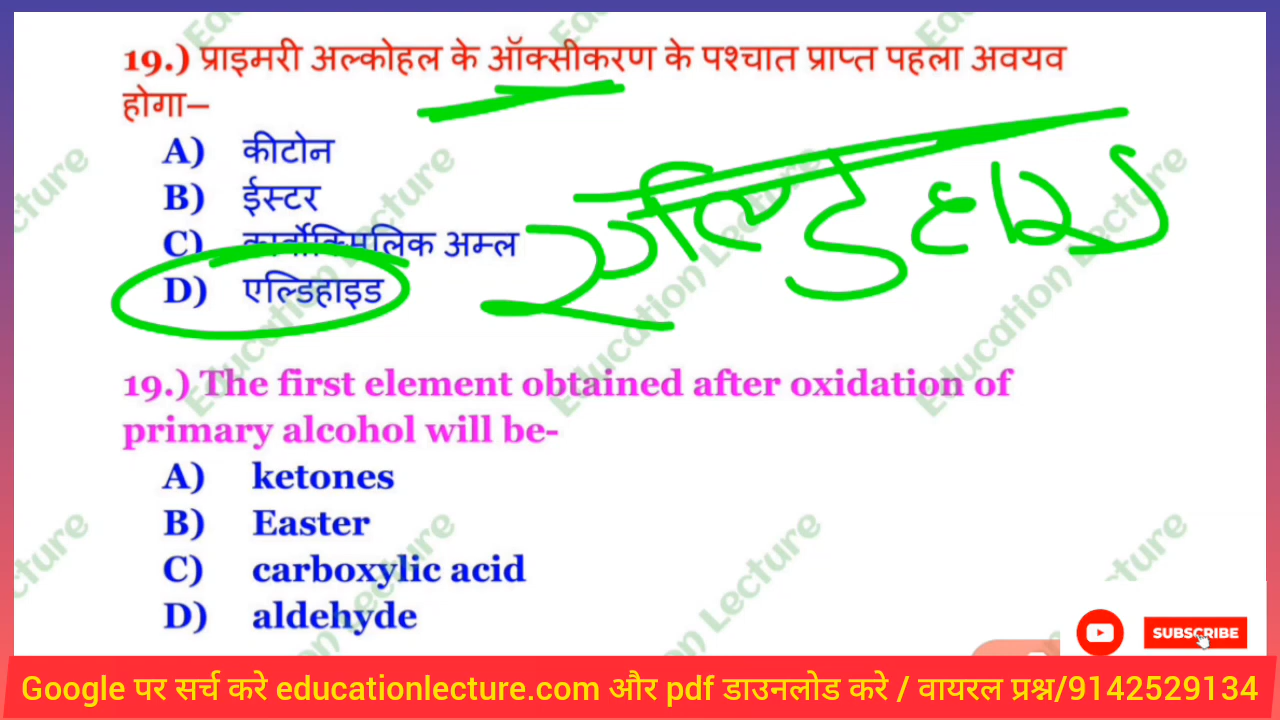 19.) प्राइमरी अल्कोहल के ऑक्सीकरण के पश्चात प्राप्त पहला अवयव
होगा–
A) कीटोन
B) ईस्टर
C) कार्बोक्सिलिक अम्ल
D) एल्डिहाइड
एल्डिहाइड
19.) The first element obtained after oxidation of
primary alcohol will be-
A) ketones
B) Easter
C) carboxylic acid
D) aldehyde
Education Lecture
SUBSCRIBE
Google पर सर्च करे educationlecture.com और pdf डाउनलोड करे / वायरल प्रश्न/9142529134